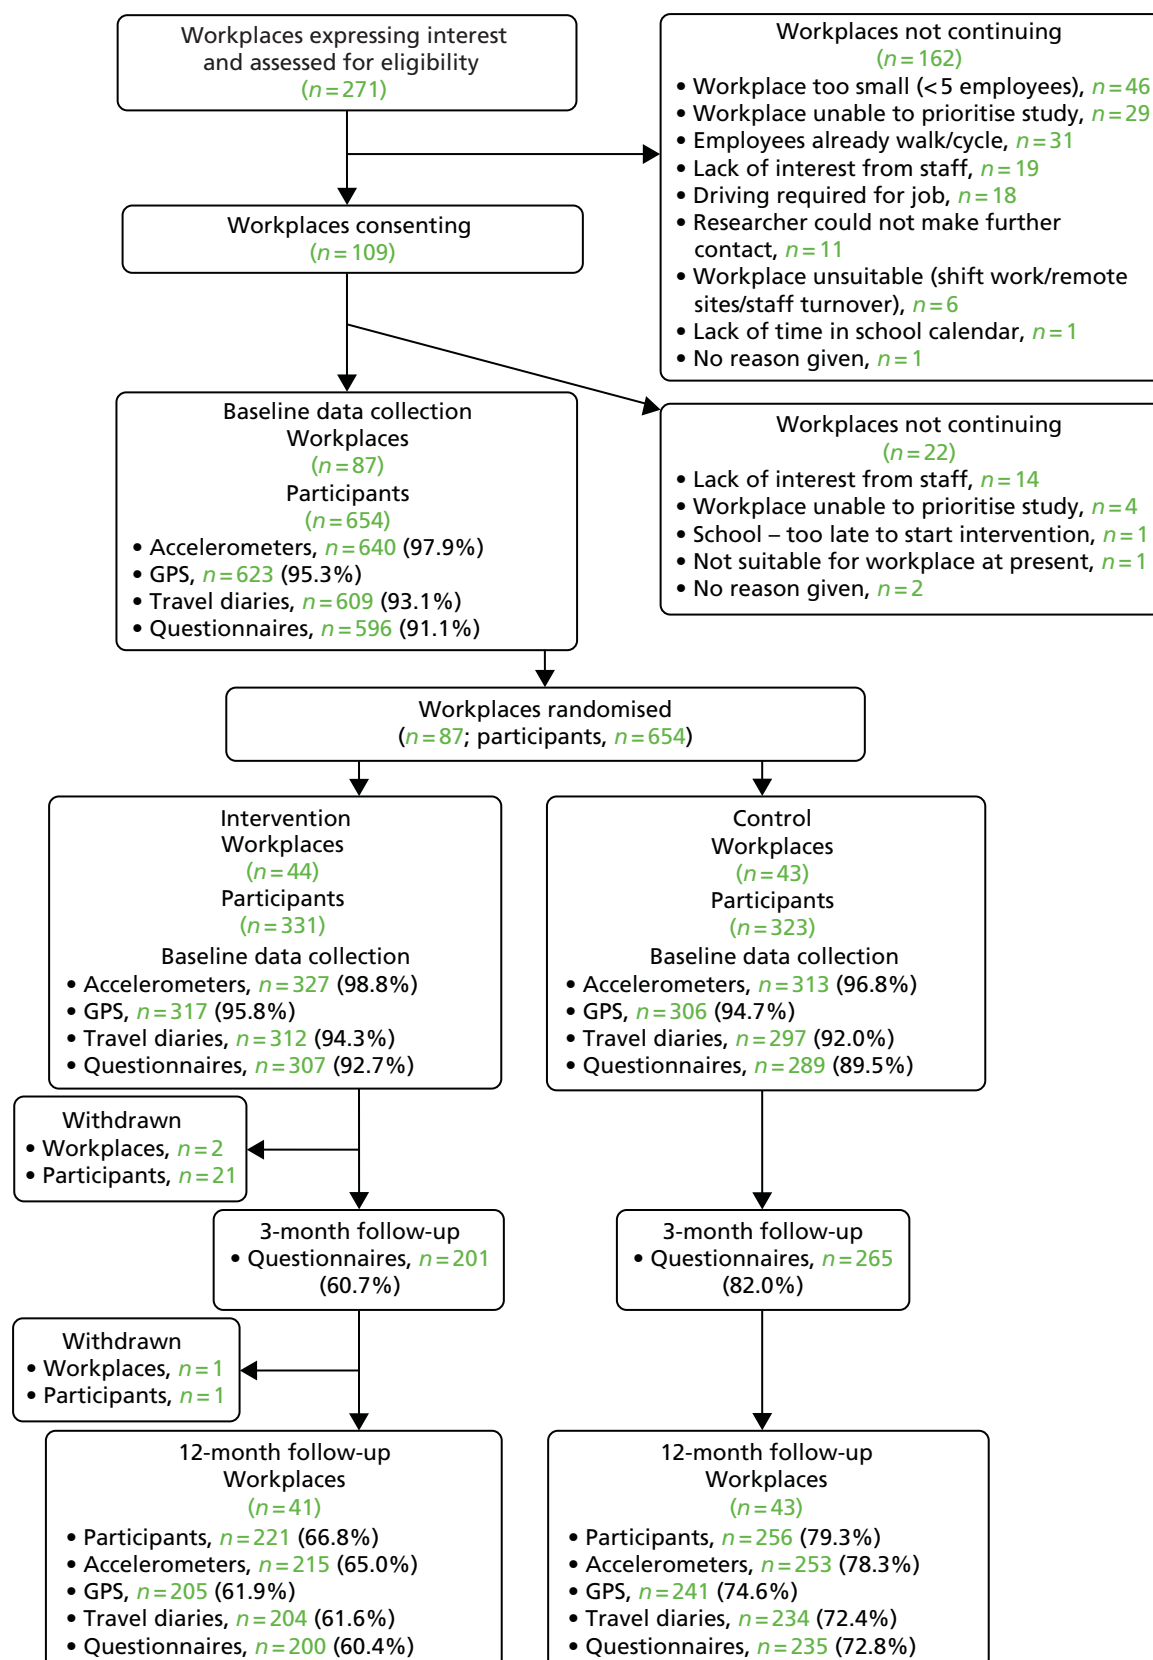 Workplaces expressing interest
and assessed for eligibility
(n=271)
Workplaces not continuing
(n=162)
• Workplace too small (<5 employees), n=46
• Workplace unable to prioritise study, n=29
• Employees already walk/cycle, n=31
• Lack of interest from staff, n=19
• Driving required for job, n=18
• Researcher could not make further
contact, n=11
• Workplace unsuitable (shift work/remote
sites/staff turnover), n=6
• Lack of time in school calendar, n=1
• No reason given, n=1
Workplaces consenting
(n=109)
Workplaces not continuing
(n=22)
• Lack of interest from staff, n=14
• Workplace unable to prioritise study, n=4
• School – too late to start intervention, n=1
• Not suitable for workplace at present, n=1
• No reason given, n=2
Baseline data collection
Workplaces
(n=87)
Participants
(n=654)
• Accelerometers, n=640 (97.9%)
• GPS, n=623 (95.3%)
• Travel diaries, n=609 (93.1%)
• Questionnaires, n=596 (91.1%)
Workplaces randomised
(n=87; participants, n=654)
Intervention
Workplaces
(n=44)
Participants
(n=331)
Baseline data collection
• Accelerometers, n=327 (98.8%)
• GPS, n=317 (95.8%)
• Travel diaries, n=312 (94.3%)
• Questionnaires, n=307 (92.7%)
Control
Workplaces
(n=43)
Participants
(n=323)
Baseline data collection
• Accelerometers, n=313 (96.8%)
• GPS, n=306 (94.7%)
• Travel diaries, n=297 (92.0%)
• Questionnaires, n=289 (89.5%)
Withdrawn
• Workplaces, n=2
• Participants, n=21
3-month follow-up
• Questionnaires, n=201
(60.7%)
3-month follow-up
• Questionnaires, n=265
(82.0%)
Withdrawn
• Workplaces, n=1
• Participants, n=1
12-month follow-up
Workplaces
(n=41)
• Participants, n=221 (66.8%)
• Accelerometers, n=215 (65.0%)
• GPS, n=205 (61.9%)
• Travel diaries, n=204 (61.6%)
• Questionnaires, n=200 (60.4%)
12-month follow-up
Workplaces
(n=43)
• Participants, n=256 (79.3%)
• Accelerometers, n=253 (78.3%)
• GPS, n=241 (74.6%)
• Travel diaries, n=234 (72.4%)
• Questionnaires, n=235 (72.8%)